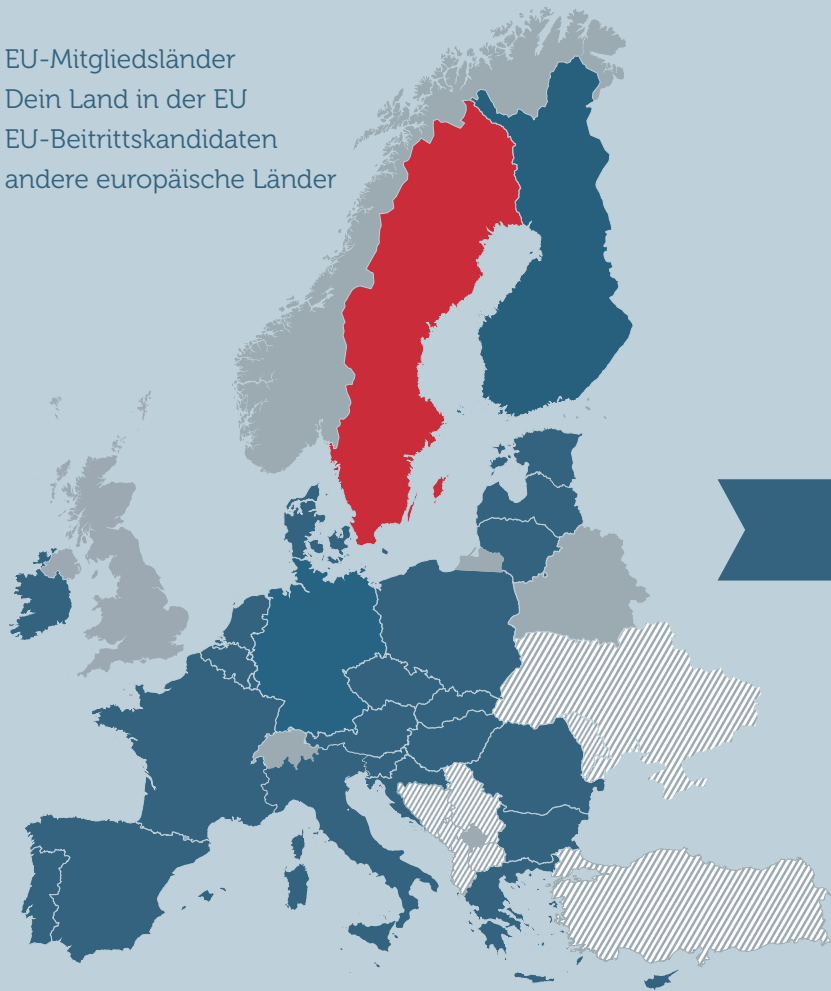 EU-Mitgliedsländer
Dein Land in der EU
EU-Beitrittskandidaten
andere europäische Länder